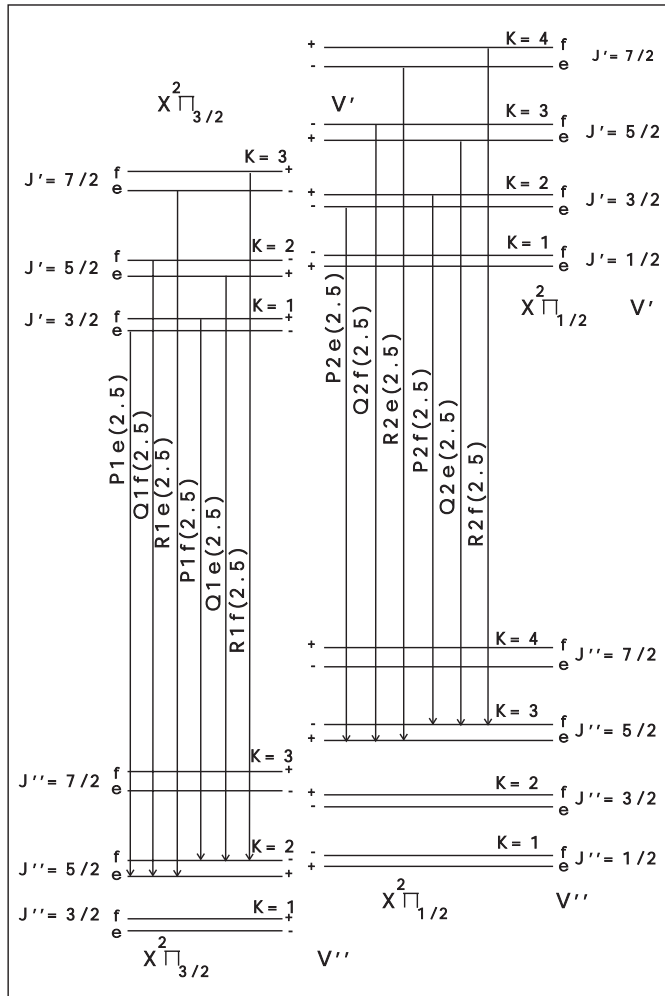 + K = 4 f J' = 7/2
- e
X²Π3/2 V'
- K = 3 f J' = 5/2
+ e
K = 3
J' = 7/2 f +
e -
+ K = 2 f J' = 3/2
- e
K = 2
J' = 5/2 f -
e +
- K = 1 f J' = 1/2
+ e
X²Π1/2 V'
K = 1
J' = 3/2 f +
e -
P1e(2.5)
Q1f(2.5)
R1e(2.5)
P1f(2.5)
Q1e(2.5)
R1f(2.5)
P2e(2.5)
Q2f(2.5)
R2e(2.5)
P2f(2.5)
Q2e(2.5)
R2f(2.5)
+ K = 4 f J''= 7/2
- e
- K = 3 f J''= 5/2
+ e
K = 3
J''= 7/2 f +
e -
+ K = 2 f J''= 3/2
- e
K = 2
J''= 5/2 f -
e +
- K = 1 f J''= 1/2
+ e
X²Π1/2 V''
K = 1
J''= 3/2 f +
e -
X²Π3/2 V''